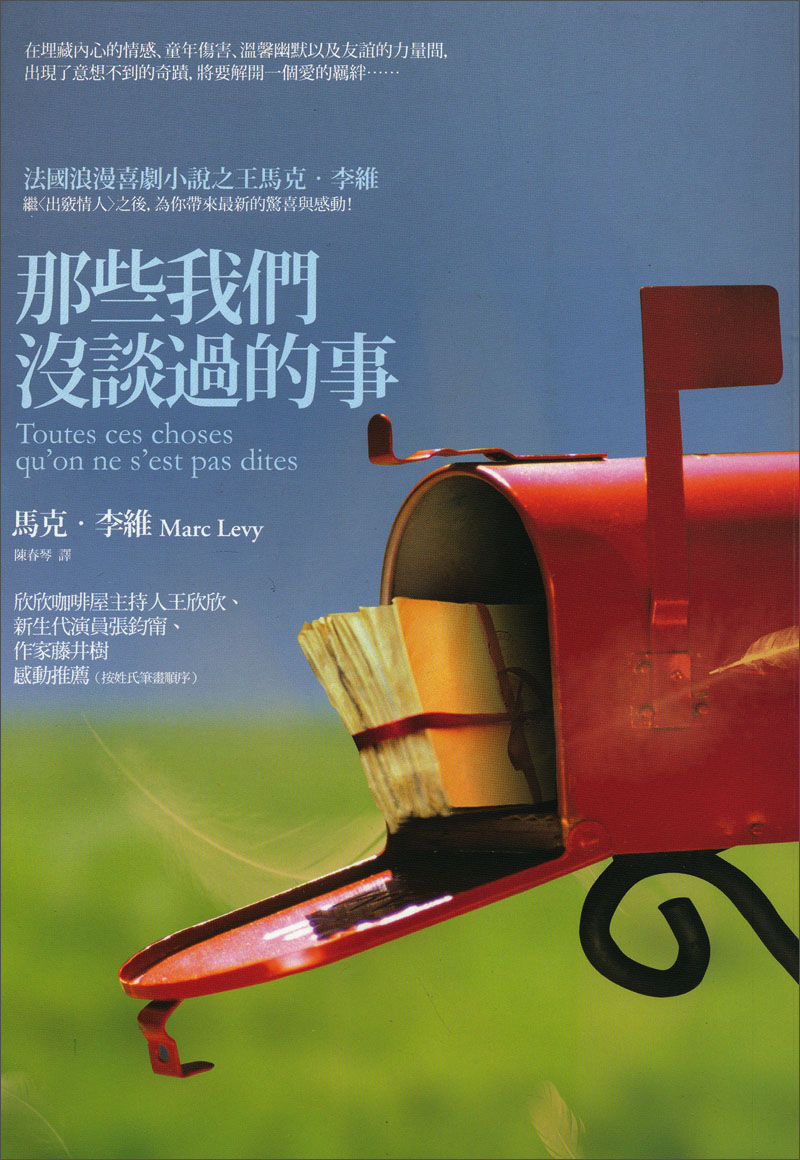 在埋藏內心的情感、童年傷害、溫馨幽默以及友誼的力量間,
出現了意想不到的奇蹟, 將要解開一個愛的羈絆……
法國浪漫喜劇小說之王馬克·李維
繼〈出竅情人〉之後, 為你帶來最新的驚喜與感動!
那些我們
沒談過的事
Toutes ces choses
qu'on ne s'est pas dites
馬克·李維 Marc Levy
陳春琴 譯
欣欣咖啡屋主持人王欣欣、
新生代演員張鈞甯、
作家藤井樹
感動推薦（按姓氏筆畫順序）